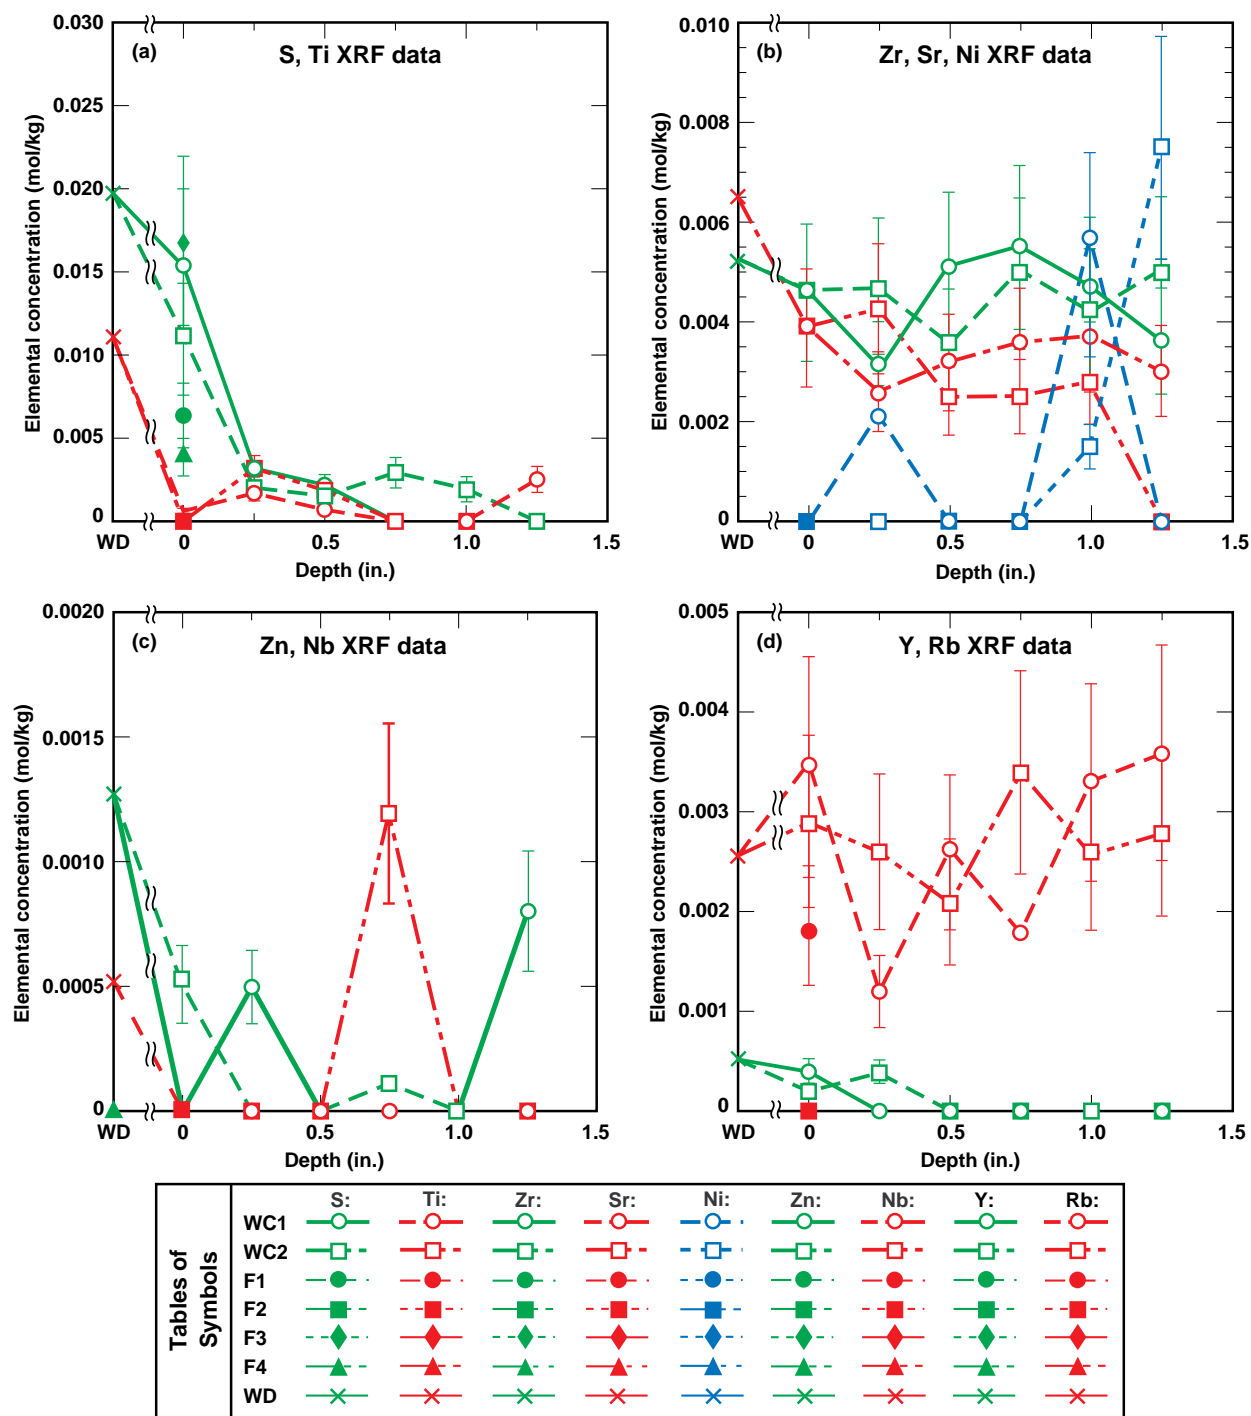 (a)
S, Ti XRF data
0.030
0.025
0.020
0.015
0.010
0.005
0
Elemental concentration (mol/kg)
WD 0 0.5 1.0 1.5
Depth (in.)
(b)
Zr, Sr, Ni XRF data
0.010
0.008
0.006
0.004
0.002
0
Elemental concentration (mol/kg)
WD 0 0.5 1.0 1.5
Depth (in.)
(c)
Zn, Nb XRF data
0.0020
0.0015
0.0010
0.0005
0
Elemental concentration (mol/kg)
WD 0 0.5 1.0 1.5
Depth (in.)
(d)
Y, Rb XRF data
0.005
0.004
0.003
0.002
0.001
0
Elemental concentration (mol/kg)
WD 0 0.5 1.0 1.5
Depth (in.)
Tables of
Symbols
S: Ti: Zr: Sr: Ni: Zn: Nb: Y: Rb:
WC1
WC2
F1
F2
F3
F4
WD